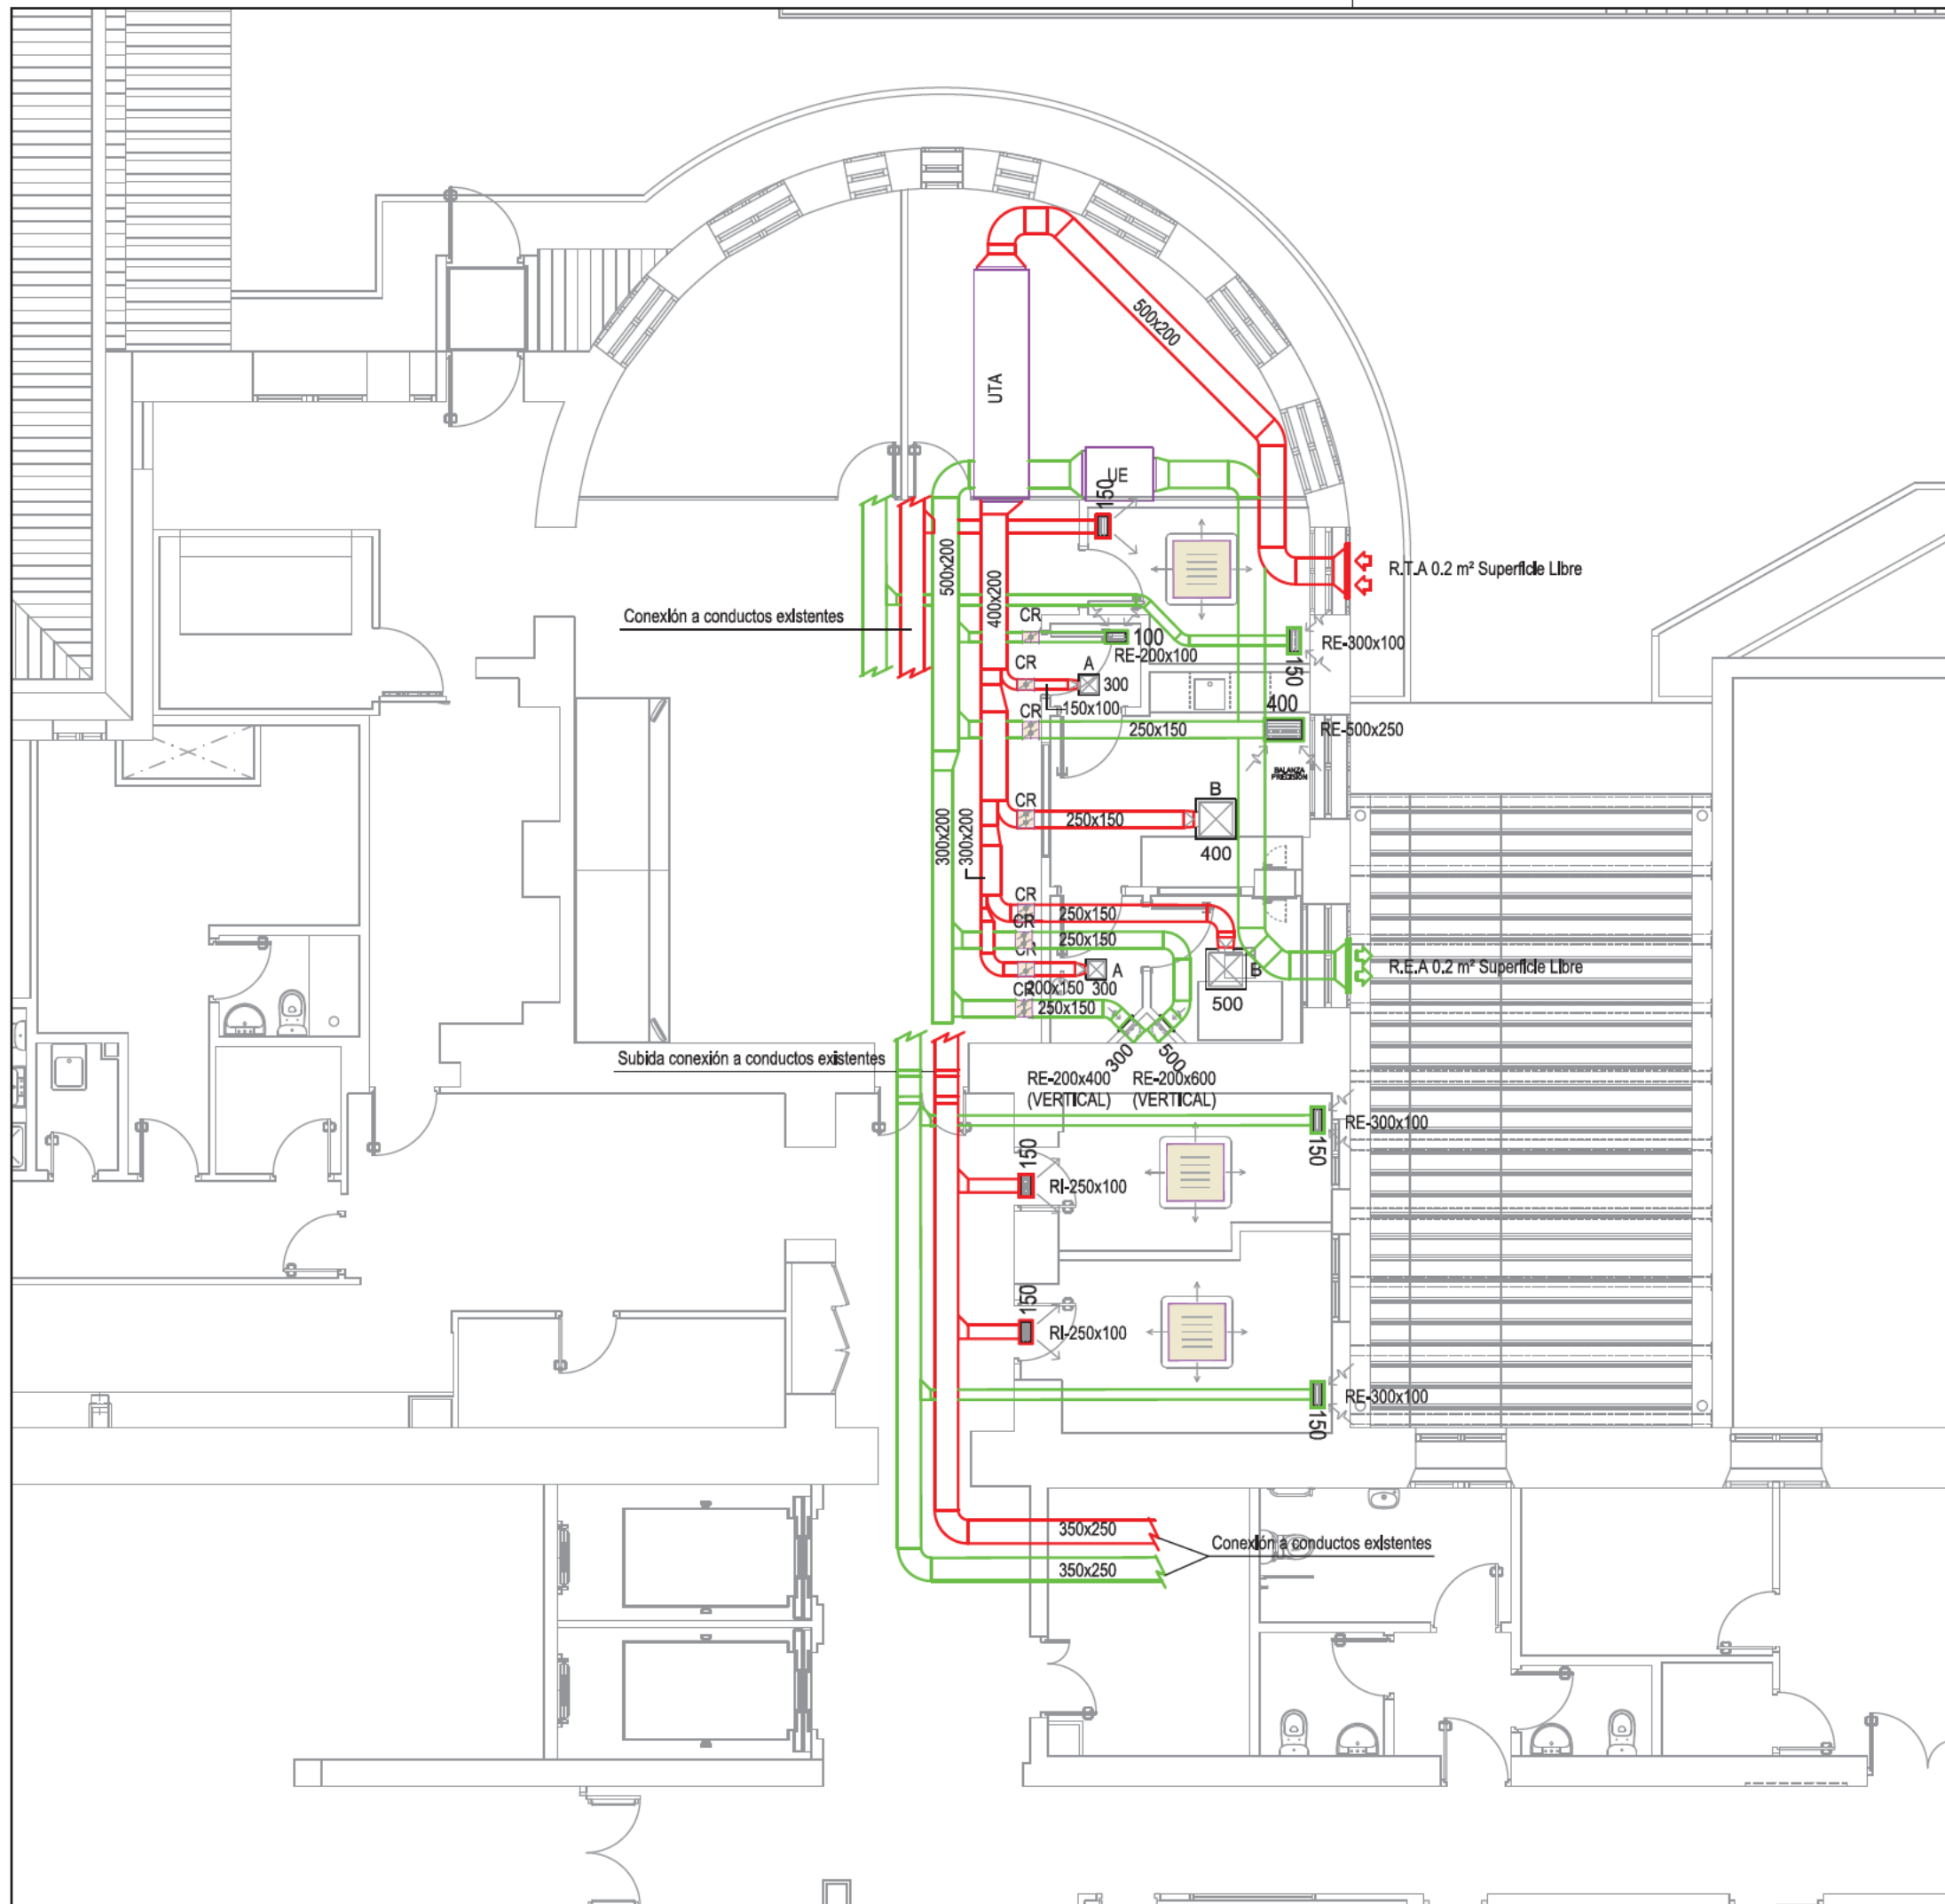 500x200
UTA
UE
150
R.T.A 0.2 m² Superficie Libre
500x200
400x200
Conexión a conductos existentes
CR
100
RE-200x100
RE-300x100
150
CR
A
300
150x100
CR
250x150
400
RE-500x250
BALANZA
PRECISIÓN
CR
250x150
B
400
300x200
300x200
CR
250x150
CR
250x150
CR
A
200x150
300
B
500
R.E.A 0.2 m² Superficie Libre
CR
250x150
300
500
Subida conexión a conductos existentes
RE-200x400
(VERTICAL)
RE-200x600
(VERTICAL)
RE-300x100
150
150
RI-250x100
150
RI-250x100
RE-300x100
150
350x250
Conexión a conductos existentes
350x250